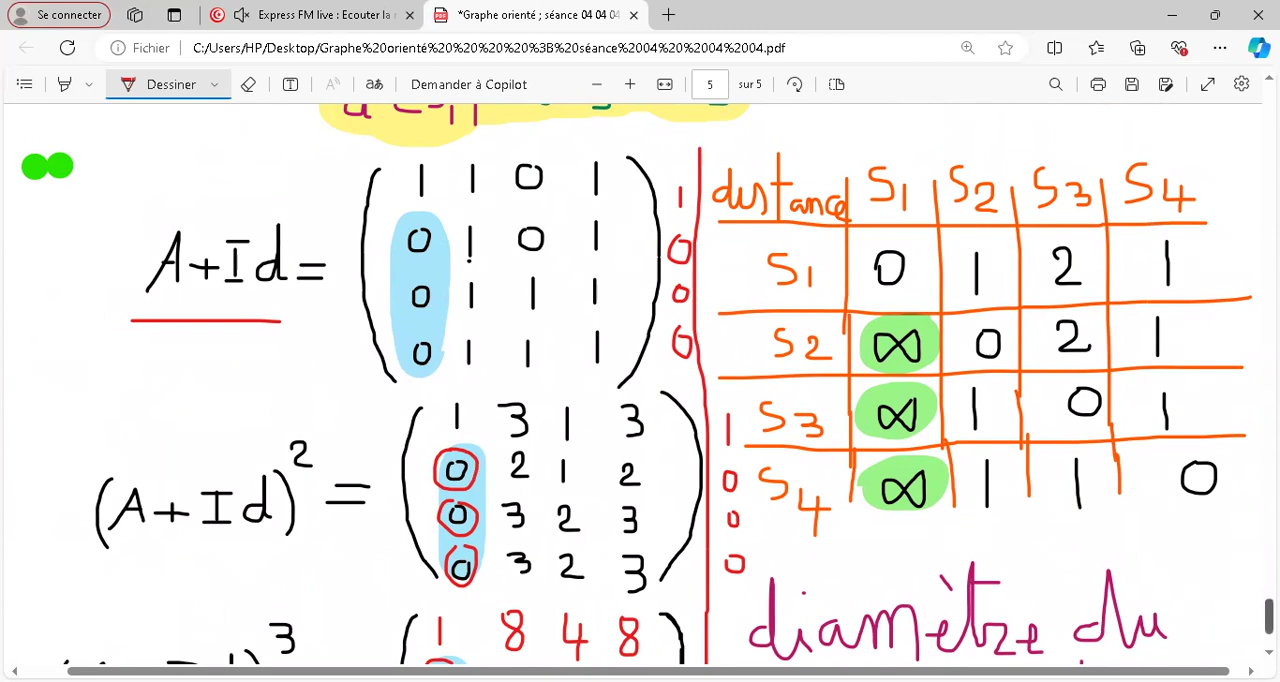 Se connecter
Express FM live : Ecouter la r
*Graphe orienté ; séance 04 04 04
Fichier
C:/Users/HP/Desktop/Graphe%20orienté%20%20%20%20%3B%20%20séance%2004%20%2004%2004.pdf
Dessiner
Demander à Copilot
5 sur 5
A+Id =
1 1 0 1
0 1 0 1
0 1 1 1
0 1 1 1
1
0
0
0
(A+Id)² =
1 3 1 3
0 2 1 2
0 3 2 3
0 3 2 3
1
0
0
0
3
1 8 4 8
distance S1 S2 S3 S4
S1 0 1 2 1
S2 ∞ 0 2 1
S3 ∞ 1 0 1
S4 ∞ 1 1 0
diamètre du